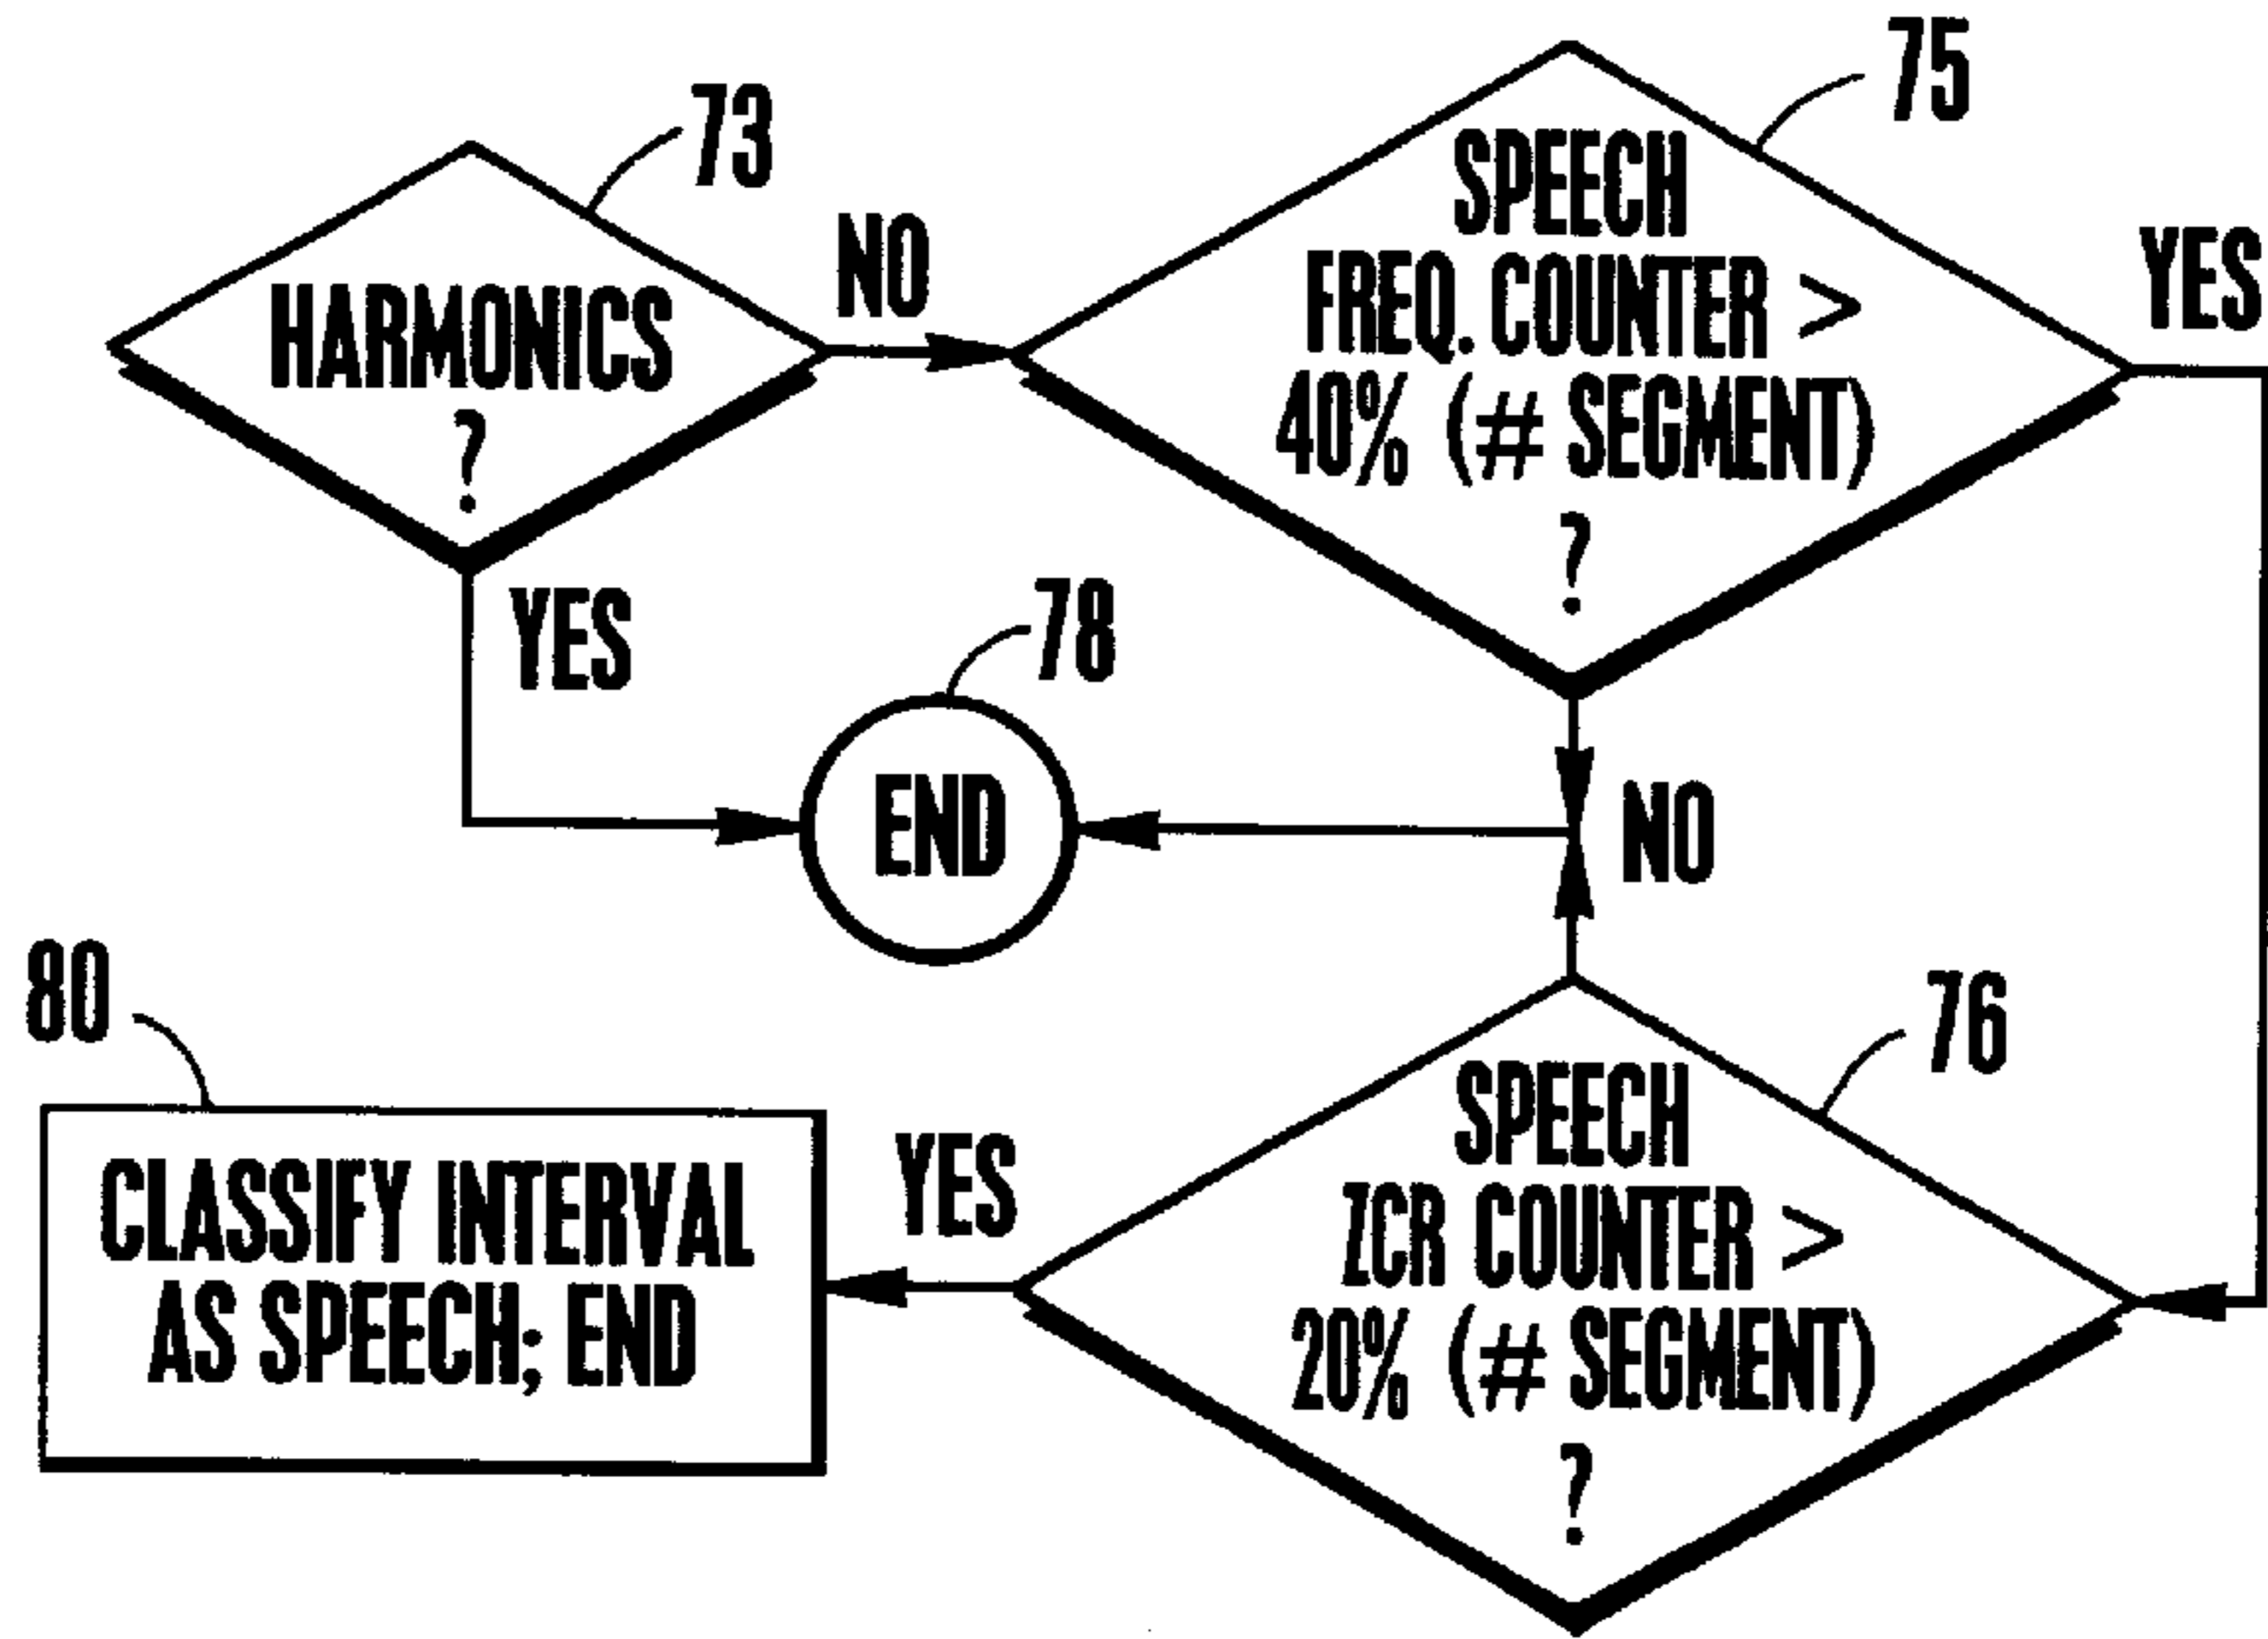 73
HARMONICS
?
NO
YES
75
SPEECH
FREQ. COUNTER >
40% (# SEGMENT)
?
YES
78
END
NO
80
CLASSIFY INTERVAL
AS SPEECH; END
YES
76
SPEECH
ZCR COUNTER >
20% (# SEGMENT)
?